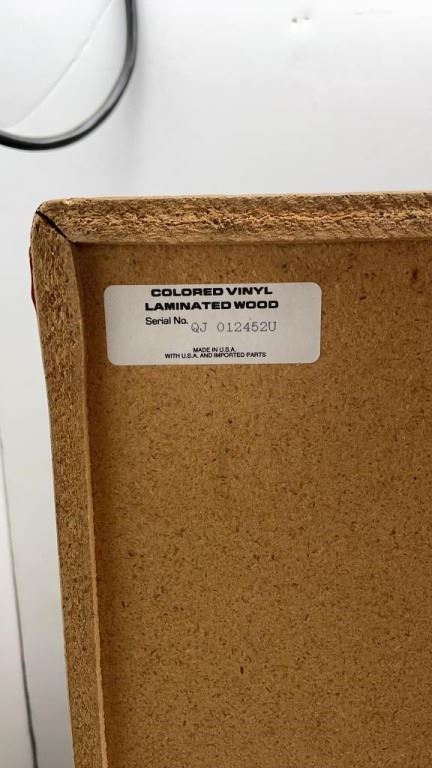 COLORED VINYL
LAMINATED WOOD
Serial No. QJ 012452U
MADE IN U.S.A.
WITH U.S.A. AND IMPORTED PARTS